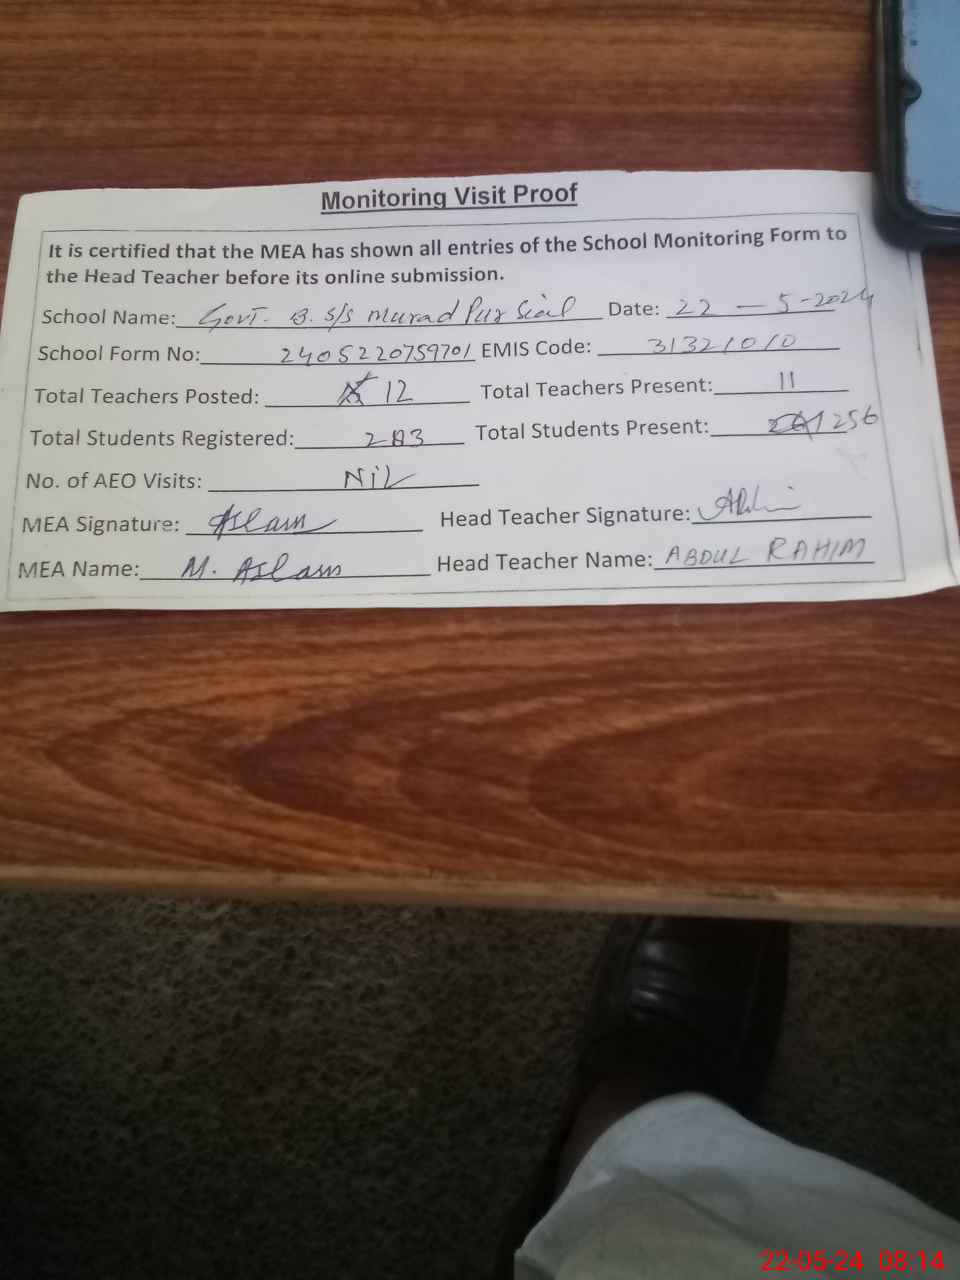 Monitoring Visit Proof
It is certified that the MEA has shown all entries of the School Monitoring Form to
the Head Teacher before its online submission.
School Name: Govt. B. s/s Murad Pur Sial Date: 22 - 5-2024
School Form No: 2405220759701 EMIS Code: 31321010
Total Teachers Posted: 12 Total Teachers Present: 11
Total Students Registered: 283 Total Students Present: 256
No. of AEO Visits: Nil
MEA Signature: Aslam Head Teacher Signature:
MEA Name: M. Aslam Head Teacher Name: ABDUL RAHIM
22-05-24 08:14